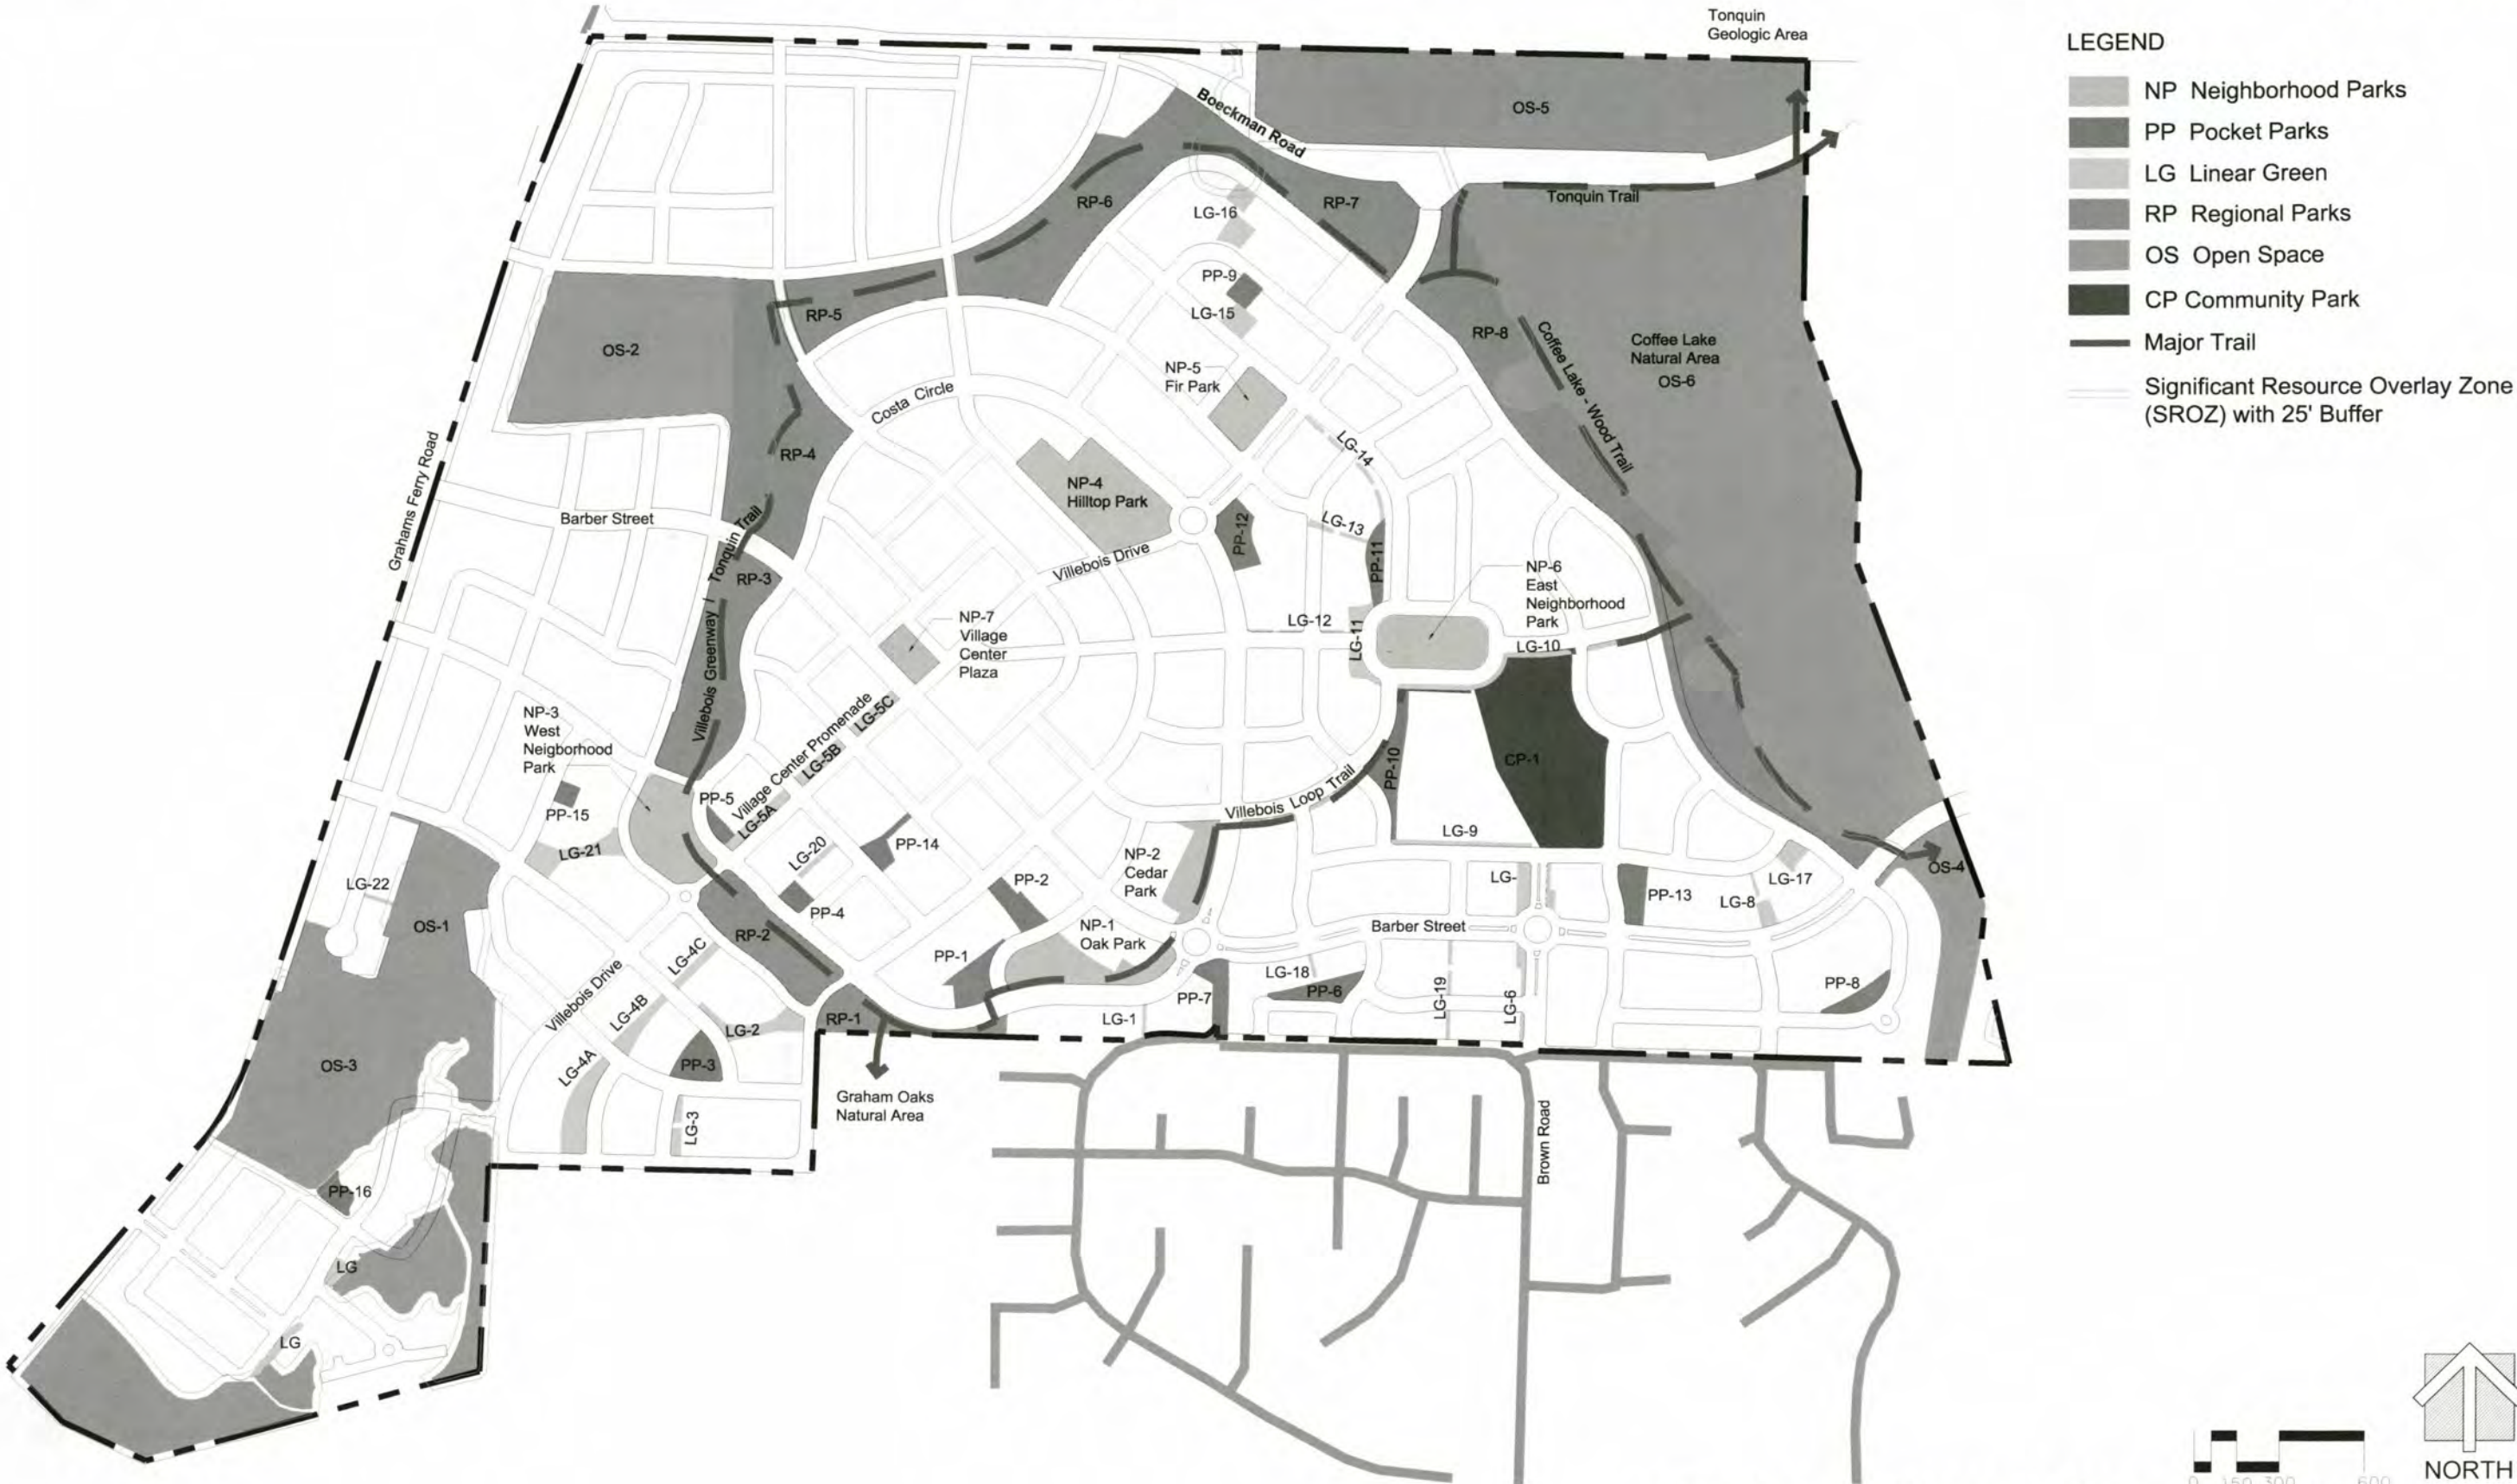 Tonquin
Geologic Area
LEGEND
NP Neighborhood Parks
PP Pocket Parks
LG Linear Green
RP Regional Parks
OS Open Space
CP Community Park
Major Trail
Significant Resource Overlay Zone
(SROZ) with 25' Buffer
OS-5
Boeckman Road
Tonquin Trail
RP-6
RP-7
LG-16
PP-9
LG-15
RP-5
RP-8
OS-2
Coffee Lake
Natural Area
OS-6
Coffee Lake - Wood Trail
NP-5
Fir Park
Costa Circle
RP-4
LG-14
NP-4
Hilltop Park
Grahams Ferry Road
Barber Street
LG-13
PP-12
PP-11
Villebois Drive
Villebois Greenway / Tonquin Trail
RP-3
NP-6
East
Neighborhood
Park
NP-7
Village
Center
Plaza
LG-12
LG-11
LG-10
NP-3
West
Neigborhood
Park
Village Center Promenade
LG-5C
LG-5B
LG-5A
PP-10
CP-1
PP-5
PP-15
Villebois Loop Trail
LG-9
LG-21
LG-20
PP-14
NP-2
Cedar
Park
LG-22
PP-4
PP-2
LG-
PP-13
LG-8
LG-17
OS-4
OS-1
RP-2
NP-1
Oak Park
Barber Street
LG-4C
PP-1
LG-18
PP-7
PP-6
LG-19
LG-6
PP-8
Villebois Drive
LG-4B
LG-2
RP-1
LG-1
OS-3
LG-4A
PP-3
LG-3
Graham Oaks
Natural Area
Brown Road
PP-16
LG
LG
0 150 300 600
NORTH